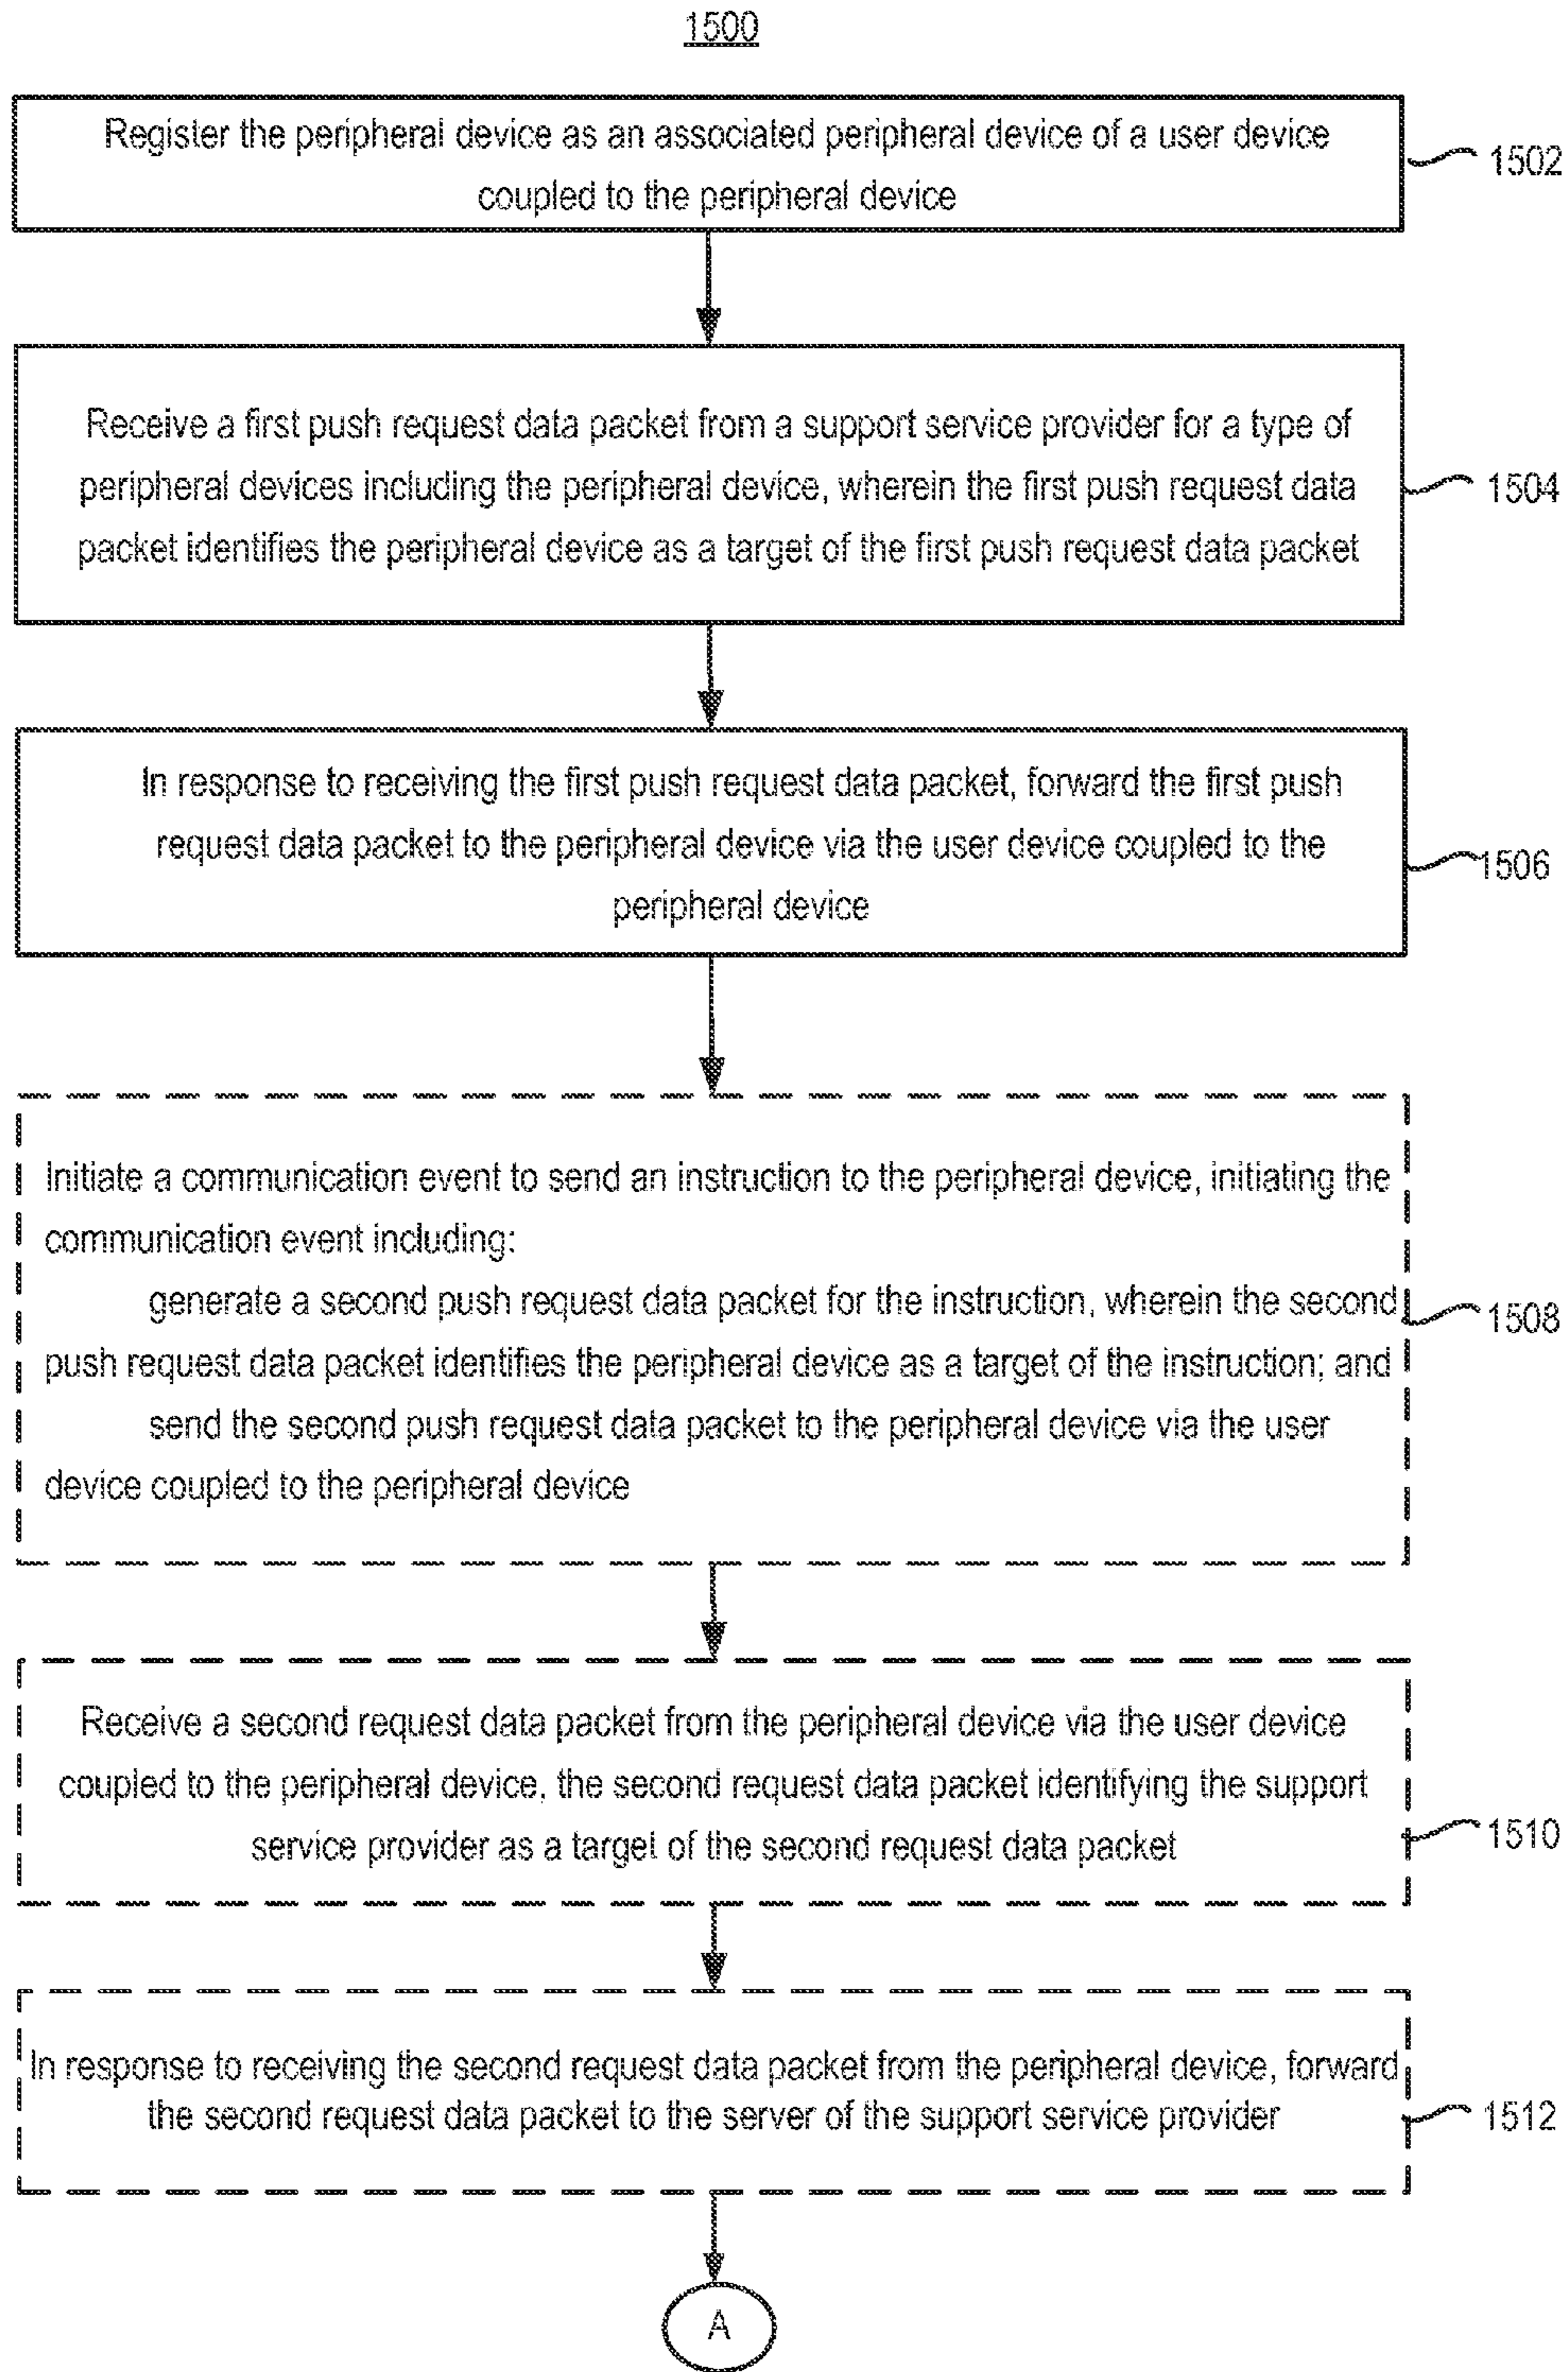 1500
Register the peripheral device as an associated peripheral device of a user device
coupled to the peripheral device
1502
Receive a first push request data packet from a support service provider for a type of
peripheral devices including the peripheral device, wherein the first push request data
packet identifies the peripheral device as a target of the first push request data packet
1504
In response to receiving the first push request data packet, forward the first push
request data packet to the peripheral device via the user device coupled to the
peripheral device
1506
Initiate a communication event to send an instruction to the peripheral device, initiating the
communication event including:
generate a second push request data packet for the instruction, wherein the second
push request data packet identifies the peripheral device as a target of the instruction; and
send the second push request data packet to the peripheral device via the user
device coupled to the peripheral device
1508
Receive a second request data packet from the peripheral device via the user device
coupled to the peripheral device, the second request data packet identifying the support
service provider as a target of the second request data packet
1510
In response to receiving the second request data packet from the peripheral device, forward
the second request data packet to the server of the support service provider
1512
A